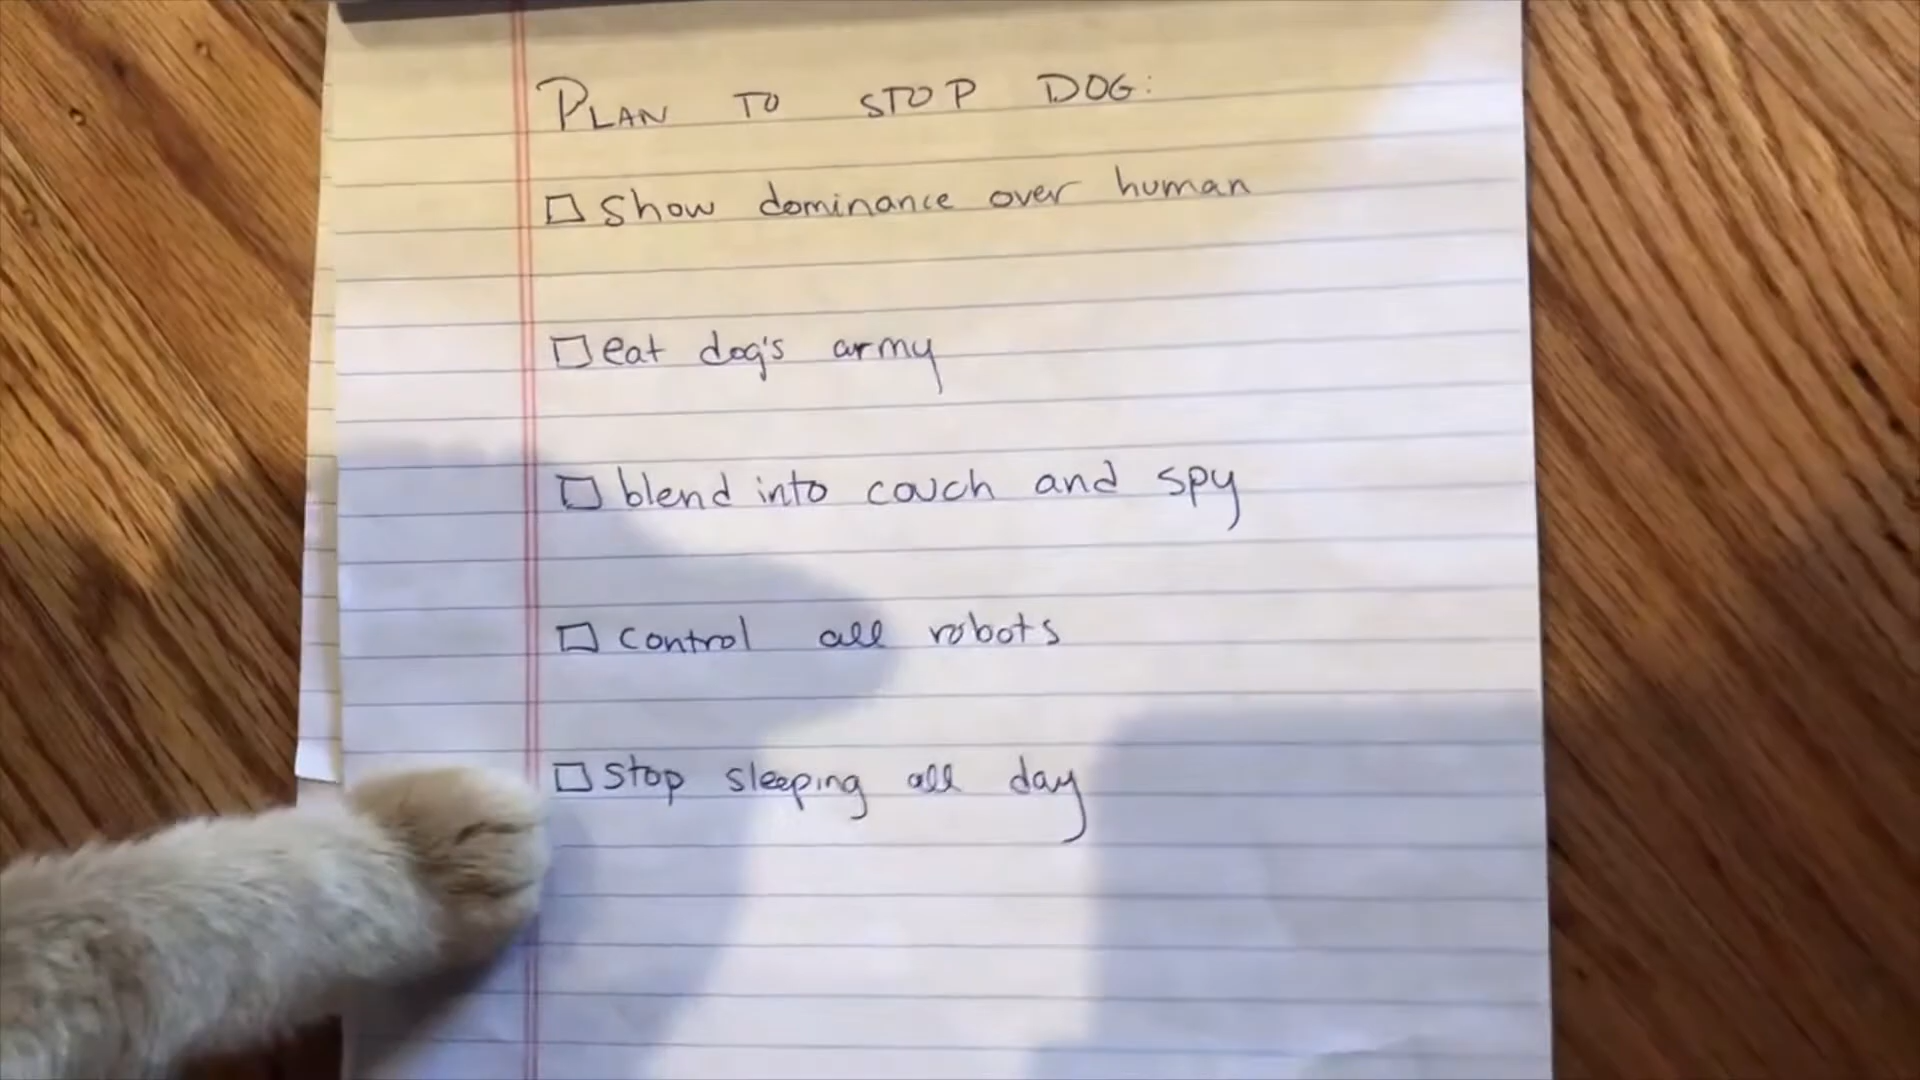 PLAN TO STOP DOG:
show dominance over human
eat dog's army
blend into couch and spy
control all robots
stop sleeping all day